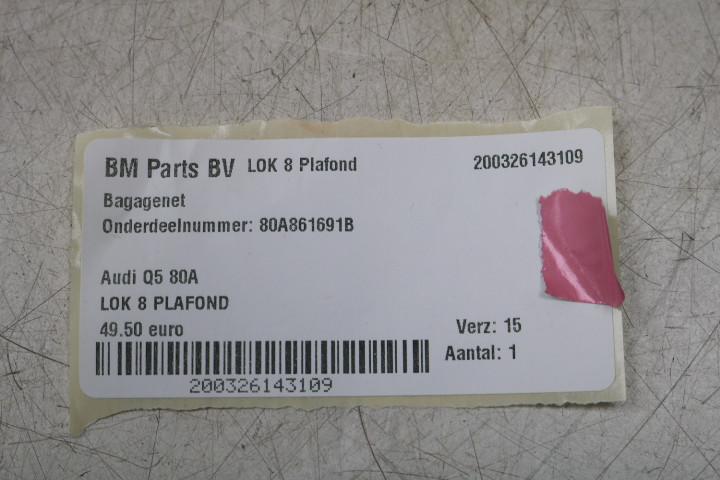 BM Parts BV LOK 8 Plafond 200326143109
Bagagenet
Onderdeelnummer: 80A861691B
Audi Q5 80A
LOK 8 PLAFOND
49.50 euro Verz: 15
Aantal: 1
200326143109